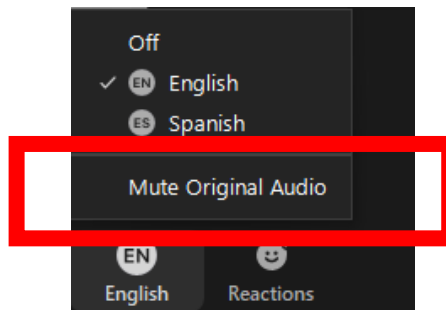 Off
EN English
ES Spanish
Mute Original Audio
EN
English Reactions